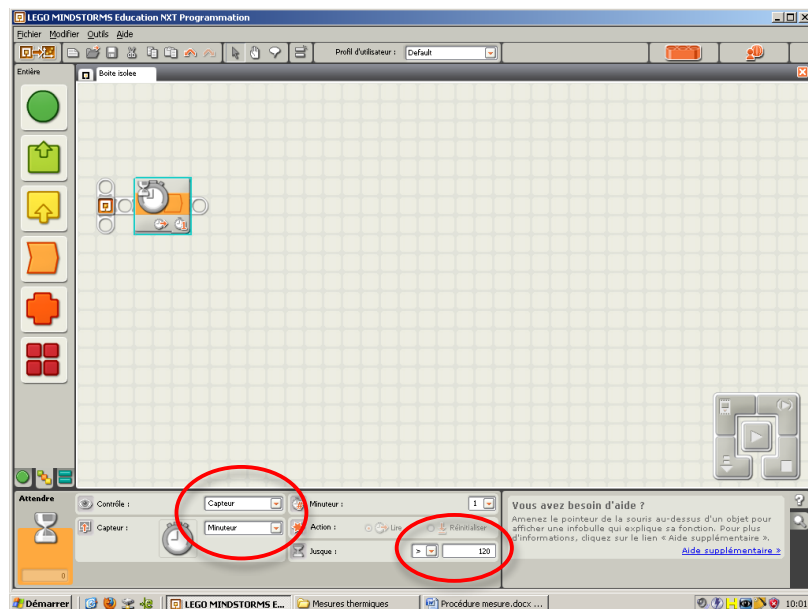 LEGO MINDSTORMS Education NXT Programmation
Fichier Modifier Outils Aide
Profil d'utilisateur : Default
Entière
Boite isolee
Attendre
Contrôle : Capteur
Minuteur : 1
Vous avez besoin d'aide ?
Capteur : Minuteur
Action : Lire Réinitialiser
Amenez le pointeur de la souris au-dessus d'un objet pour
afficher une infobulle qui explique sa fonction. Pour plus
d'informations, cliquez sur le lien « Aide supplémentaire ».
Jusque : > 120
Aide supplémentaire >
0
Démarrer LEGO MINDSTORMS E... Mesures thermiques Procédure mesure.docx ... 10:01